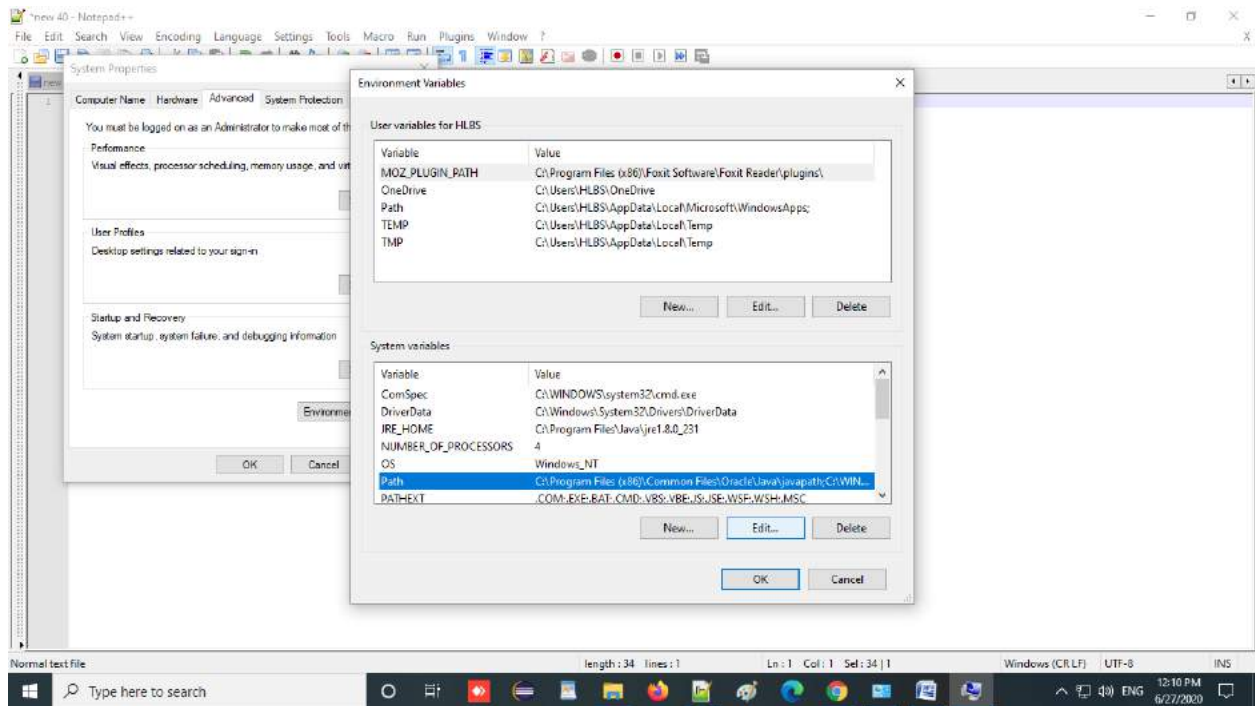 *new 40 - Notepad++
File Edit Search View Encoding Language Settings Tools Macro Run Plugins Window ?
X
System Properties
new
1
Computer Name Hardware Advanced System Protection
You must be logged on as an Administrator to make most of th
Performance
Visual effects, processor scheduling, memory usage, and virt
User Profiles
Desktop settings related to your sign-in
Startup and Recovery
System startup, system failure, and debugging information
Environme
OK Cancel
Environment Variables
User variables for HLBS
Variable Value
MOZ_PLUGIN_PATH C:\Program Files (x86)\Foxit Software\Foxit Reader\plugins\
OneDrive C:\Users\HLBS\OneDrive
Path C:\Users\HLBS\AppData\Local\Microsoft\WindowsApps;
TEMP C:\Users\HLBS\AppData\Local\Temp
TMP C:\Users\HLBS\AppData\Local\Temp
New... Edit... Delete
System variables
Variable Value
ComSpec C:\WINDOWS\system32\cmd.exe
DriverData C:\Windows\System32\Drivers\DriverData
JRE_HOME C:\Program Files\Java\jre1.8.0_231
NUMBER_OF_PROCESSORS 4
OS Windows_NT
Path C:\Program Files (x86)\Common Files\Oracle\Java\javapath;C:\WIN...
PATHEXT .COM;.EXE;.BAT;.CMD;.VBS;.VBE;.JS;.JSE;.WSF;.WSH;.MSC
New... Edit... Delete
OK Cancel
Normal text file length : 34 lines : 1 Ln : 1 Col : 1 Sel : 34 | 1 Windows (CR LF) UTF-8 INS
Type here to search
ENG
12:10 PM
6/27/2020